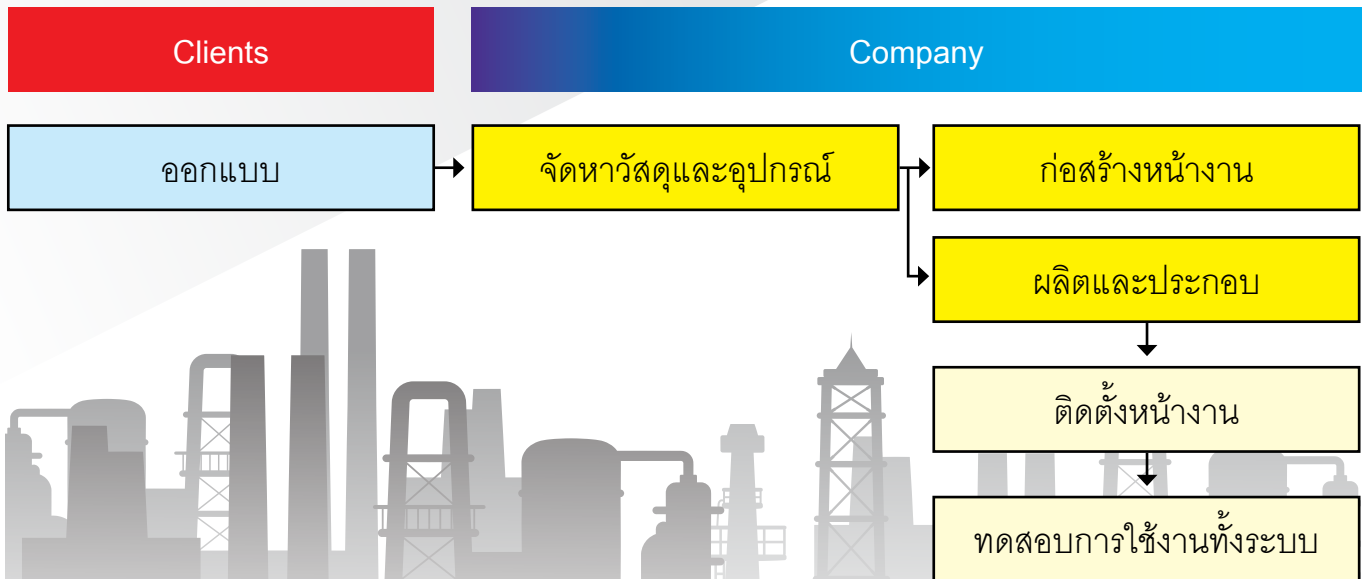 Clients
Company
ออกแบบ
จัดหาวัสดุและอุปกรณ์
ก่อสร้างหน้างาน
ผลิตและประกอบ
ติดตั้งหน้างาน
ทดสอบการใช้งานทั้งระบบ